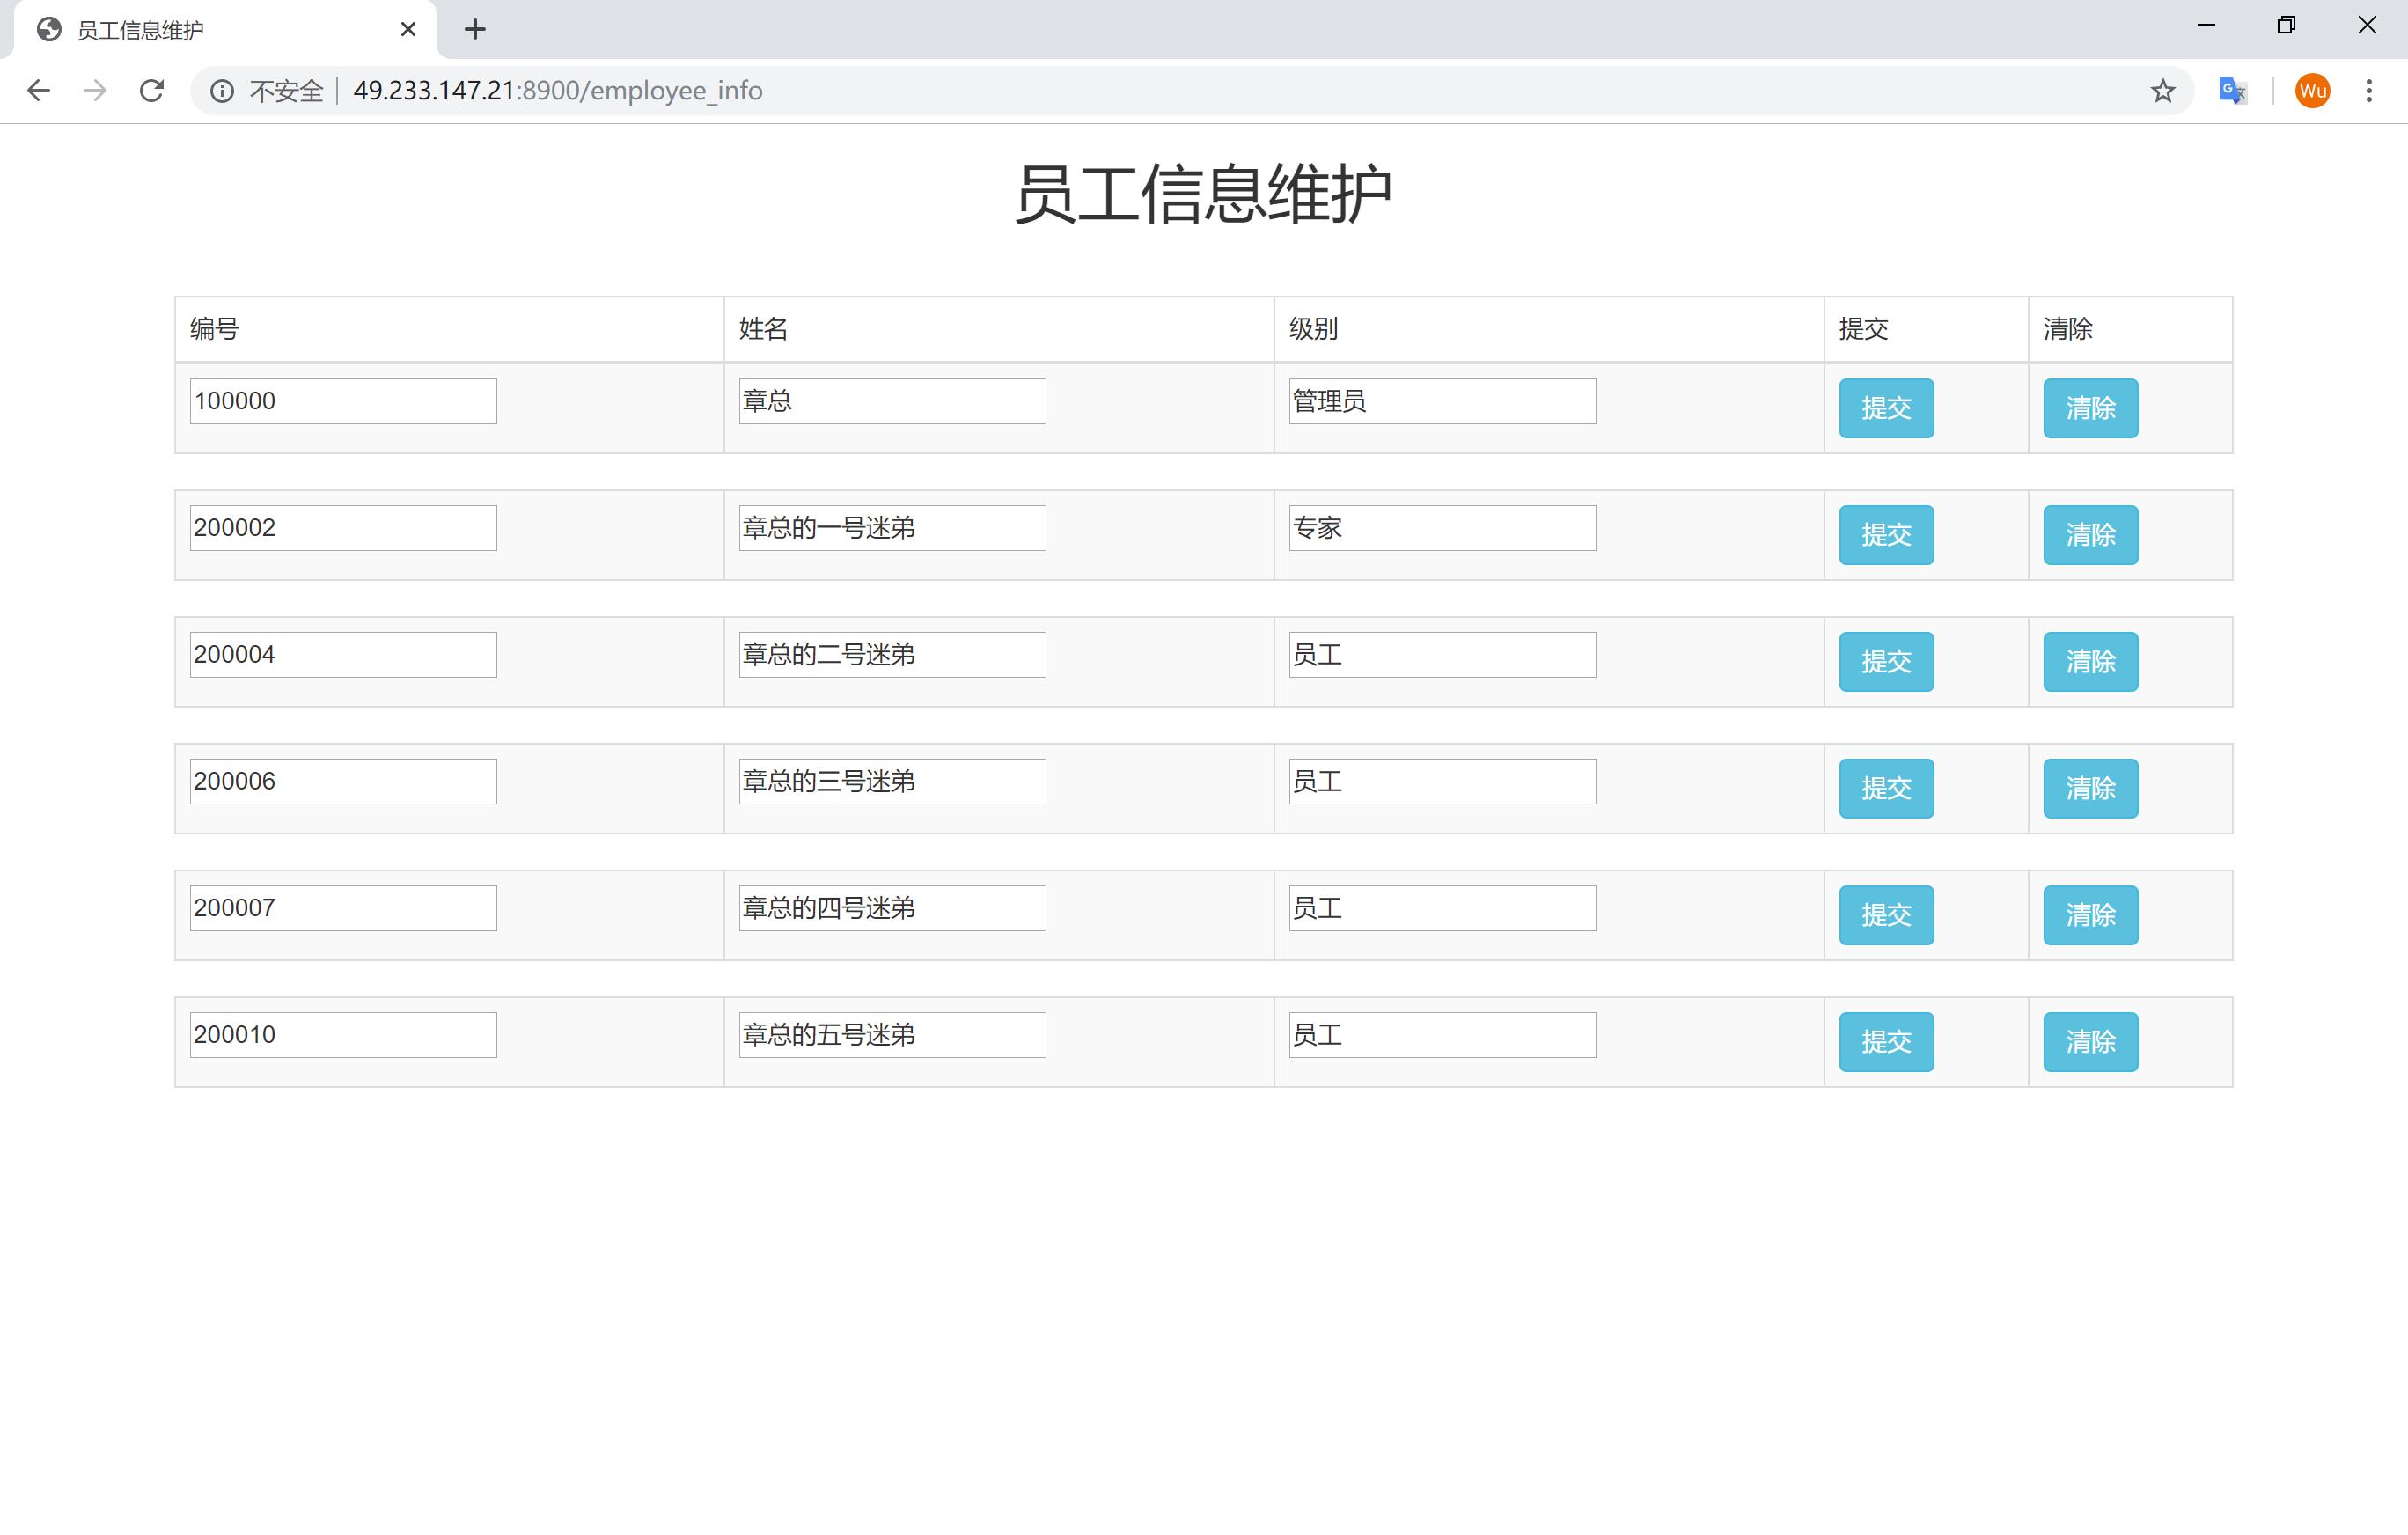 员工信息维护
不安全 49.233.147.21:8900/employee_info Wu
员工信息维护
编号 姓名 级别 提交 清除
100000 章总 管理员 提交 清除
200002 章总的一号迷弟 专家 提交 清除
200004 章总的二号迷弟 员工 提交 清除
200006 章总的三号迷弟 员工 提交 清除
200007 章总的四号迷弟 员工 提交 清除
200010 章总的五号迷弟 员工 提交 清除